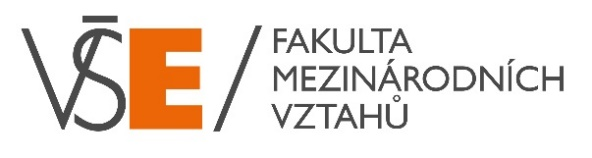 VŠE
FAKULTA
MEZINÁRODNÍCH
VZTAHŮ